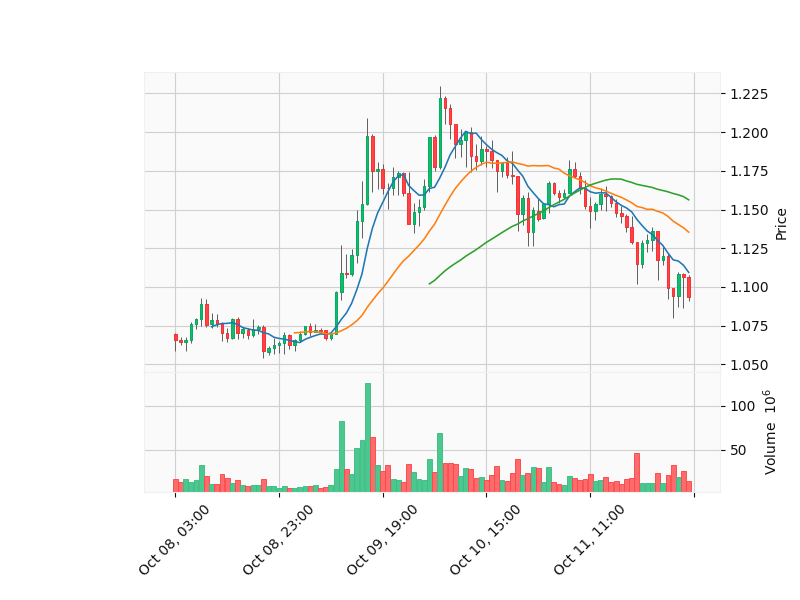 1.225
1.200
1.175
1.150
1.125
1.100
1.075
1.050
Price
100
50
Volume 10^6
Oct 08, 03:00
Oct 08, 23:00
Oct 09, 19:00
Oct 10, 15:00
Oct 11, 11:00